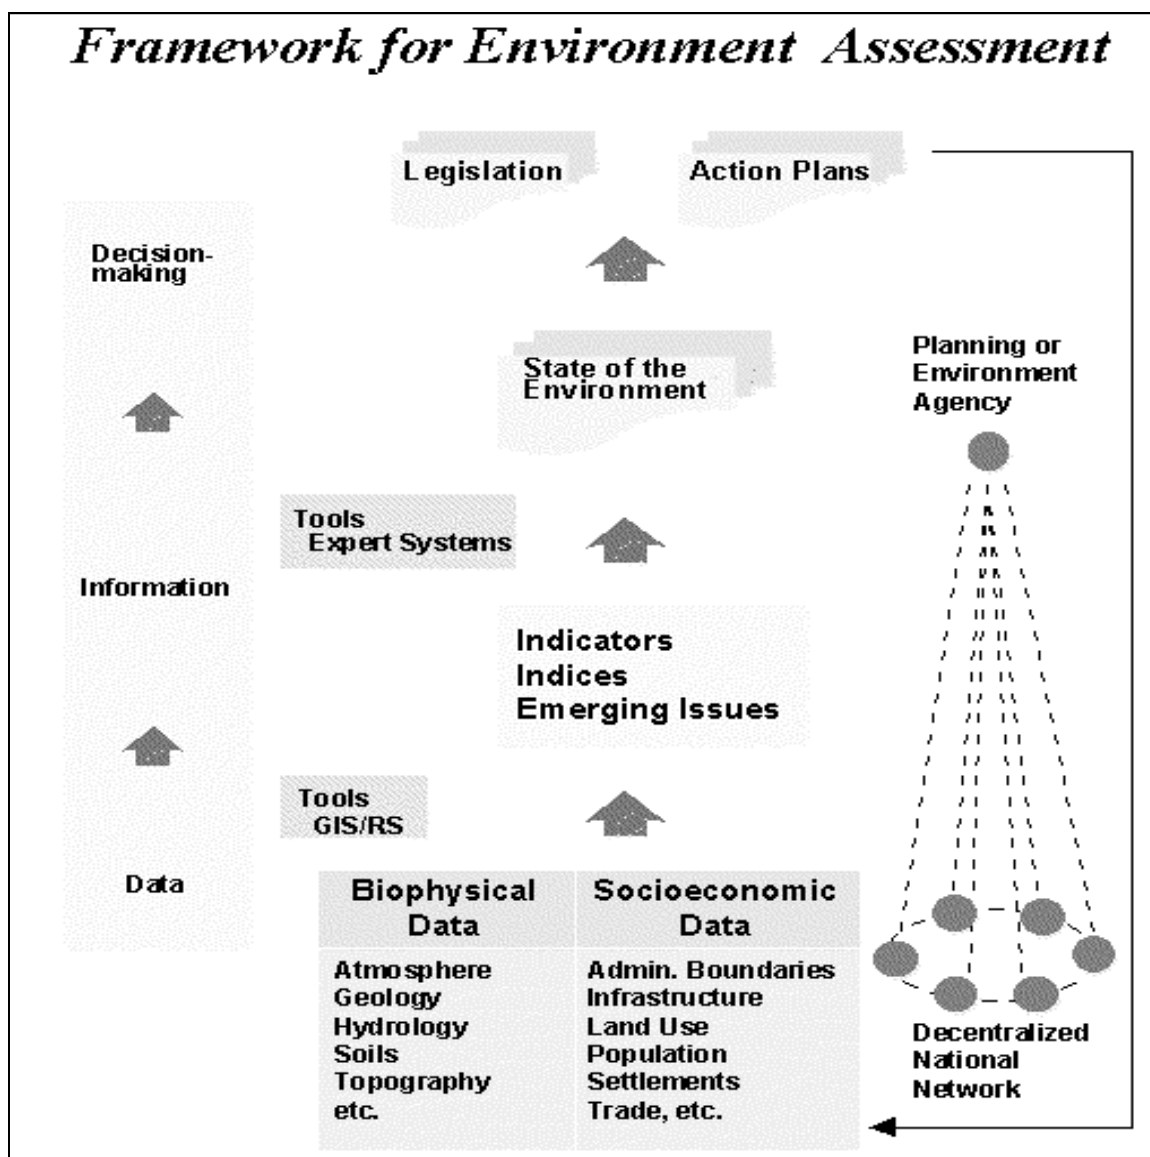 Framework for Environment Assessment
Legislation
Action Plans
Decision-
making
State of the
Environment
Planning or
Environment
Agency
Tools
Expert Systems
Information
Indicators
Indices
Emerging Issues
Tools
GIS/RS
Data
Biophysical
Data
Socioeconomic
Data
Atmosphere
Geology
Hydrology
Soils
Topography
etc.
Admin. Boundaries
Infrastructure
Land Use
Population
Settlements
Trade, etc.
Decentralized
National
Network